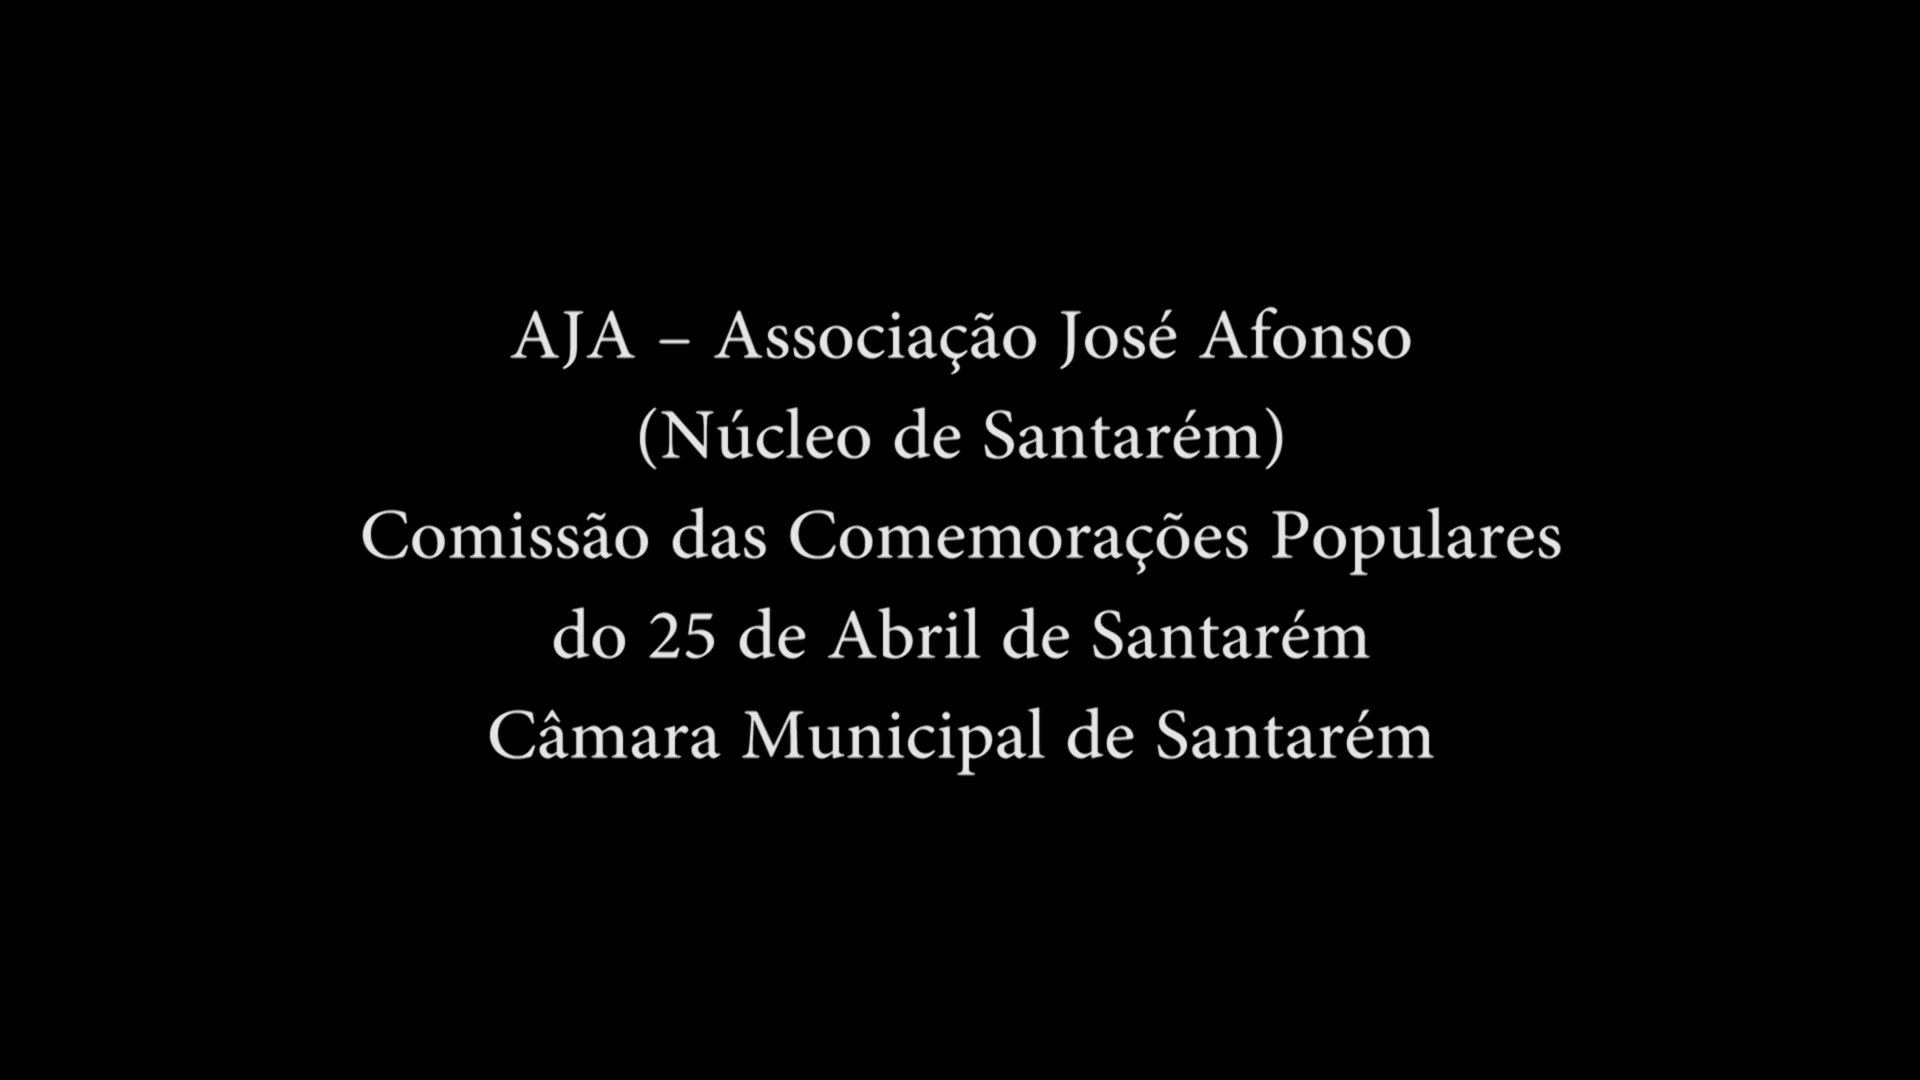 AJA – Associação José Afonso
(Núcleo de Santarém)
Comissão das Comemorações Populares
do 25 de Abril de Santarém
Câmara Municipal de Santarém